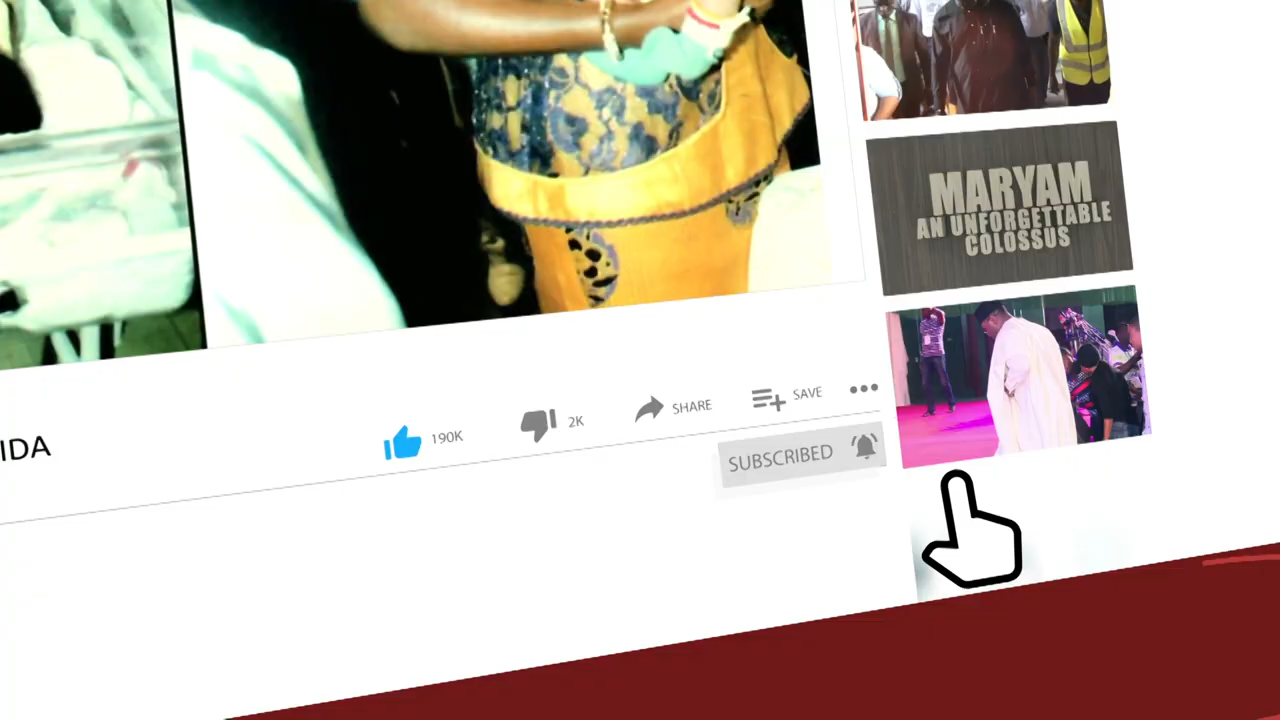 MARYAM
AN UNFORGETTABLE
COLOSSUS
IDA
190K
2K
SHARE
SAVE
SUBSCRIBED